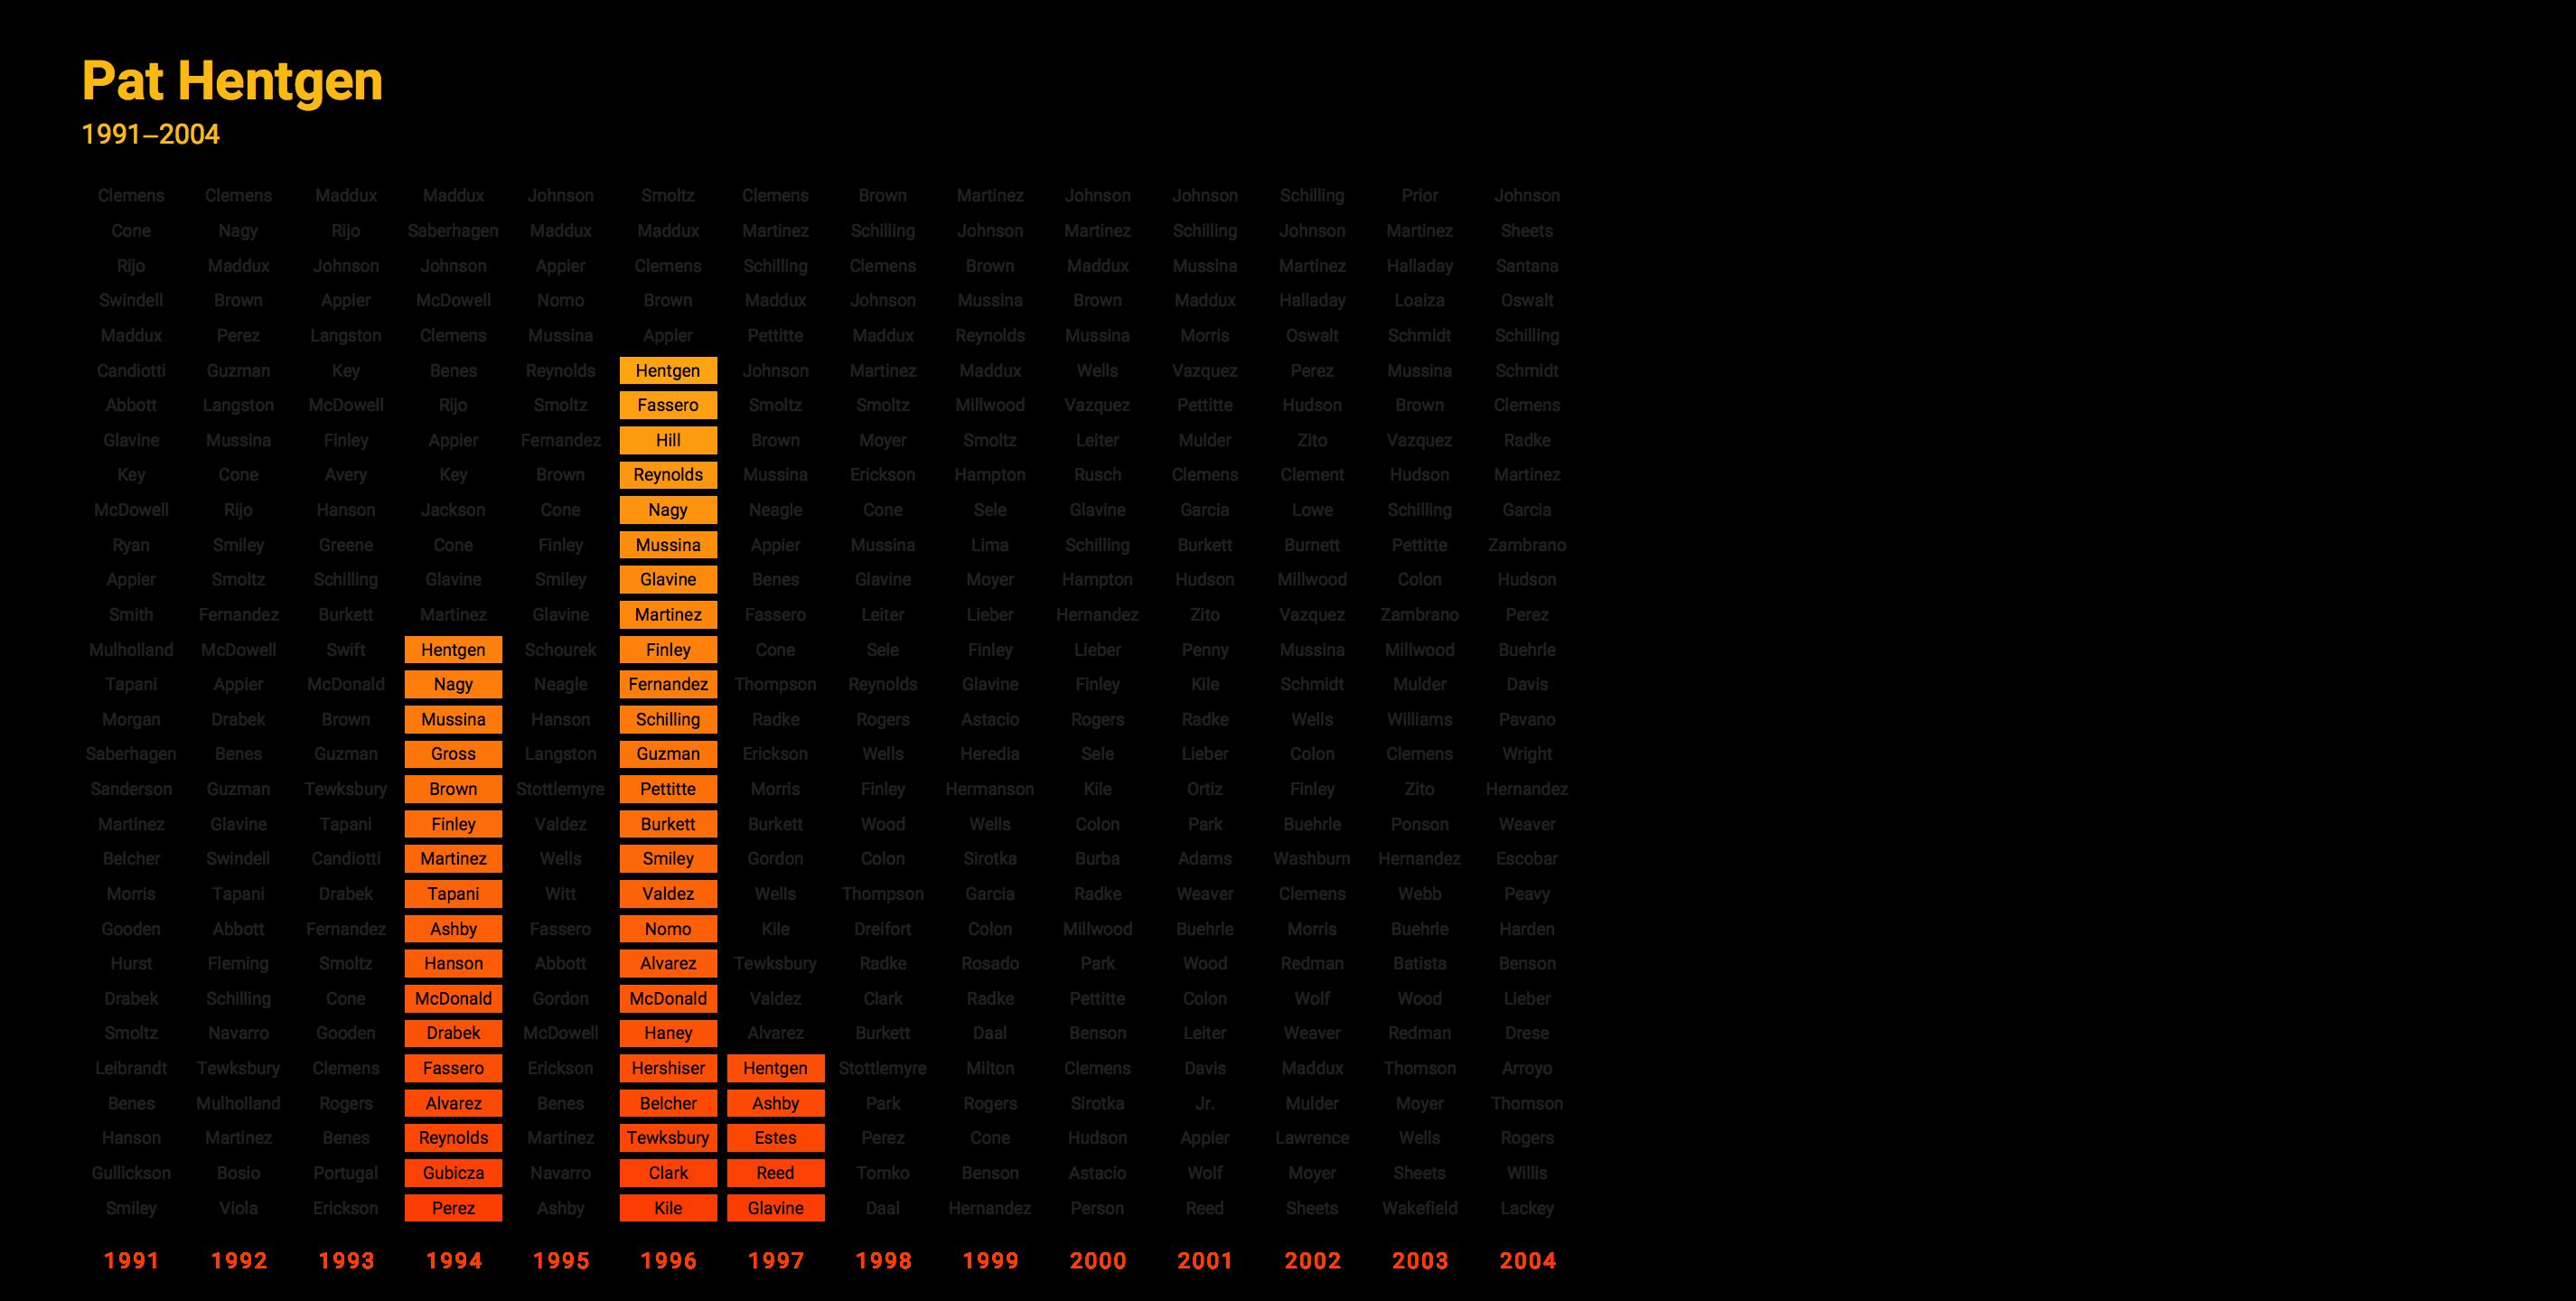 Pat Hentgen
1991–2004
Clemens Clemens Maddux Maddux Johnson Smoltz Clemens Brown Martinez Johnson Johnson Schilling Prior Johnson
Cone Nagy Rijo Saberhagen Maddux Maddux Martinez Schilling Johnson Martinez Schilling Johnson Martinez Sheets
Rijo Maddux Johnson Johnson Appier Clemens Schilling Clemens Brown Maddux Mussina Martinez Halladay Santana
Swindell Brown Appier McDowell Nomo Brown Maddux Johnson Mussina Brown Maddux Halladay Loaiza Oswalt
Maddux Perez Langston Clemens Mussina Appier Pettitte Maddux Reynolds Mussina Morris Oswalt Schmidt Schilling
Candiotti Guzman Key Benes Reynolds Hentgen Johnson Martinez Maddux Wells Vazquez Perez Mussina Schmidt
Abbott Langston McDowell Rijo Smoltz Fassero Smoltz Smoltz Millwood Vazquez Pettitte Hudson Brown Clemens
Glavine Mussina Finley Appier Fernandez Hill Brown Moyer Smoltz Leiter Mulder Zito Vazquez Radke
Key Cone Avery Key Brown Reynolds Mussina Erickson Hampton Rusch Clemens Clement Hudson Martinez
McDowell Rijo Hanson Jackson Cone Nagy Neagle Cone Sele Glavine Garcia Lowe Schilling Garcia
Ryan Smiley Greene Cone Finley Mussina Appier Mussina Lima Schilling Burkett Burnett Pettitte Zambrano
Appier Smoltz Schilling Glavine Smiley Glavine Benes Glavine Moyer Hampton Hudson Millwood Colon Hudson
Smith Fernandez Burkett Martinez Glavine Martinez Fassero Leiter Lieber Hernandez Zito Vazquez Zambrano Perez
Mulholland McDowell Swift Hentgen Schourek Finley Cone Sele Finley Lieber Penny Mussina Millwood Buehrle
Tapani Appier McDonald Nagy Neagle Fernandez Thompson Reynolds Glavine Finley Kile Schmidt Mulder Davis
Morgan Drabek Brown Mussina Hanson Schilling Radke Rogers Astacio Rogers Radke Wells Williams Pavano
Saberhagen Benes Guzman Gross Langston Guzman Erickson Wells Heredia Sele Lieber Colon Clemens Wright
Sanderson Guzman Tewksbury Brown Stottlemyre Pettitte Morris Finley Hermanson Kile Ortiz Finley Zito Hernandez
Martinez Glavine Tapani Finley Valdez Burkett Burkett Wood Wells Colon Park Buehrle Ponson Weaver
Belcher Swindell Candiotti Martinez Wells Smiley Gordon Colon Sirotka Burba Adams Washburn Hernandez Escobar
Morris Tapani Drabek Tapani Witt Valdez Wells Thompson Garcia Radke Weaver Clemens Webb Peavy
Gooden Abbott Fernandez Ashby Fassero Nomo Kile Dreifort Colon Millwood Buehrle Morris Buehrle Harden
Hurst Fleming Smoltz Hanson Abbott Alvarez Tewksbury Radke Rosado Park Wood Redman Batista Benson
Drabek Schilling Cone McDonald Gordon McDonald Valdez Clark Radke Pettitte Colon Wolf Wood Lieber
Smoltz Navarro Gooden Drabek McDowell Haney Alvarez Burkett Daal Benson Leiter Weaver Redman Drese
Leibrandt Tewksbury Clemens Fassero Erickson Hershiser Hentgen Stottlemyre Milton Clemens Davis Maddux Thomson Arroyo
Benes Mulholland Rogers Alvarez Benes Belcher Ashby Park Rogers Sirotka Jr. Mulder Moyer Thomson
Hanson Martinez Benes Reynolds Martinez Tewksbury Estes Perez Cone Hudson Appier Lawrence Wells Rogers
Gullickson Bosio Portugal Gubicza Navarro Clark Reed Tomko Benson Astacio Wolf Moyer Sheets Willis
Smiley Viola Erickson Perez Ashby Kile Glavine Daal Hernandez Person Reed Sheets Wakefield Lackey
1991 1992 1993 1994 1995 1996 1997 1998 1999 2000 2001 2002 2003 2004